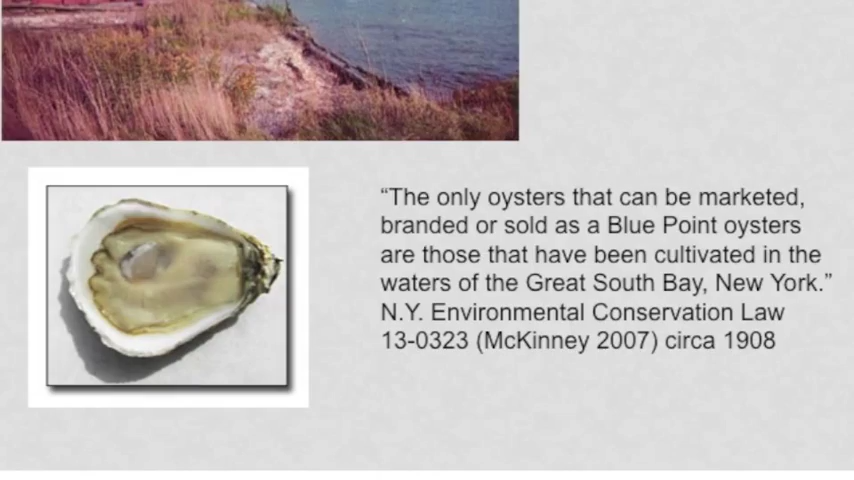 “The only oysters that can be marketed,
branded or sold as a Blue Point oysters
are those that have been cultivated in the
waters of the Great South Bay, New York.”
N.Y. Environmental Conservation Law
13-0323 (McKinney 2007) circa 1908